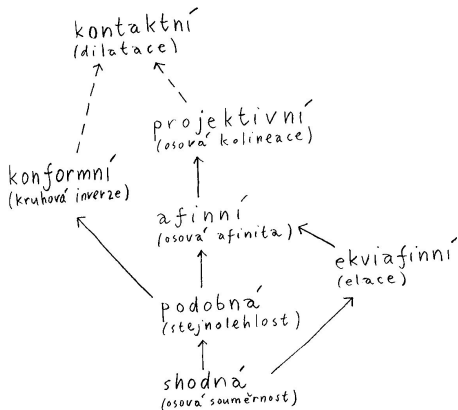 kontaktní
(dilatace)
projektivní
(osová kolineace)
konformní
(kruhová inverze)
afinní
(osová afinita)
ekviafinní
(elace)
podobná
(stejnolehlost)
shodná
(osová souměrnost)